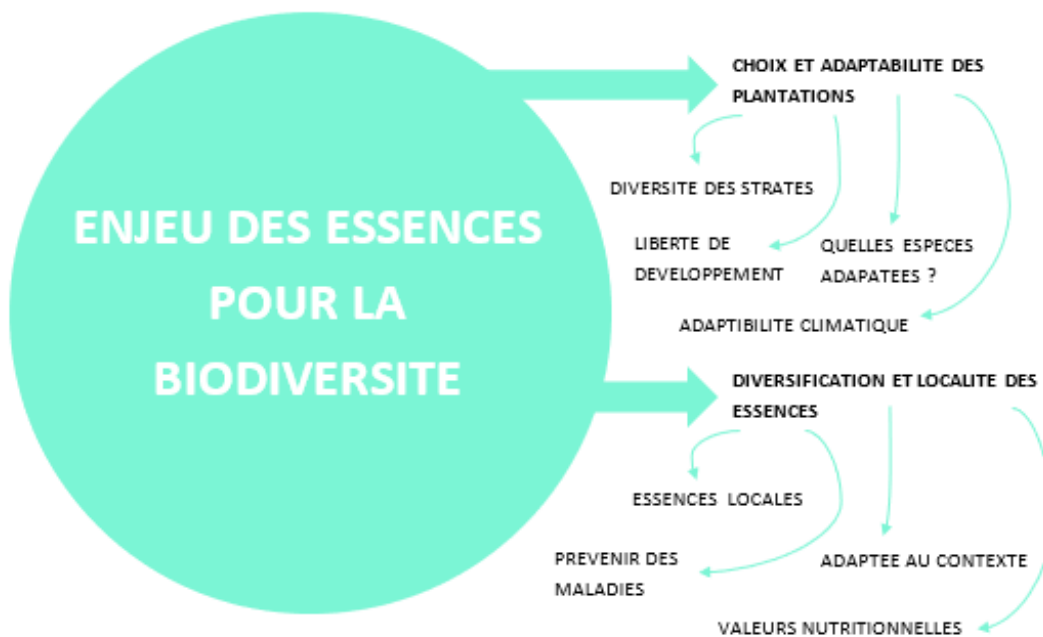 ENJEU DES ESSENCES
POUR LA
BIODIVERSITE
CHOIX ET ADAPTABILITE DES
PLANTATIONS
DIVERSITE DES STRATES
LIBERTE DE
DEVELOPPEMENT
QUELLES ESPECES
ADAPATEES ?
ADAPTIBILITE CLIMATIQUE
DIVERSIFICATION ET LOCALITE DES
ESSENCES
ESSENCES LOCALES
PREVENIR DES
MALADIES
ADAPTEE AU CONTEXTE
VALEURS NUTRITIONNELLES